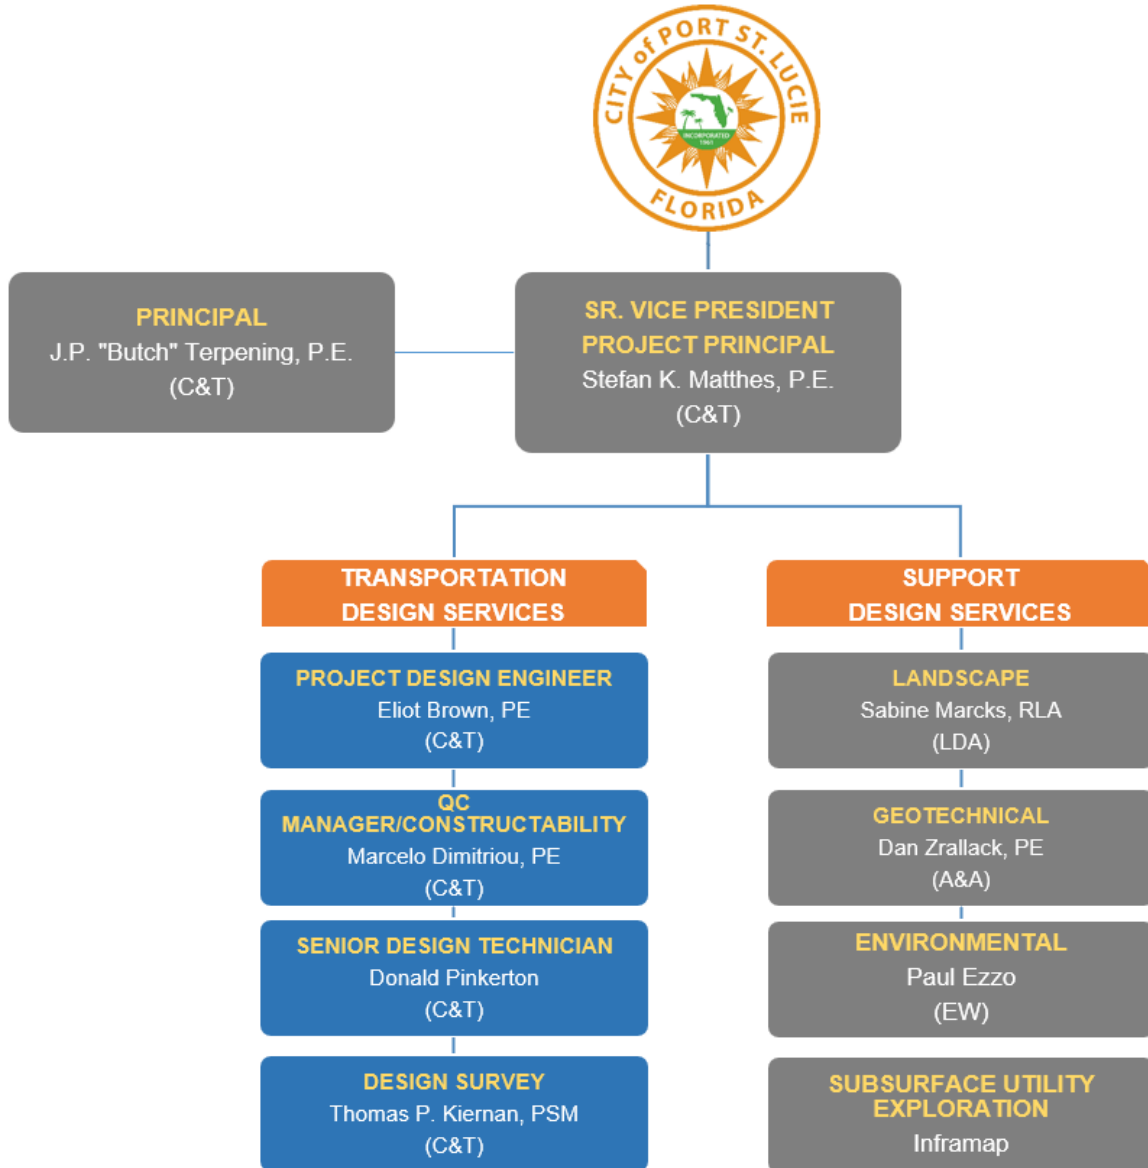 CITY of PORT ST. LUCIE
INCORPORATED
1961
FLORIDA
PRINCIPAL
J.P. "Butch" Terpening, P.E.
(C&T)
SR. VICE PRESIDENT
PROJECT PRINCIPAL
Stefan K. Matthes, P.E.
(C&T)
TRANSPORTATION
DESIGN SERVICES
PROJECT DESIGN ENGINEER
Eliot Brown, PE
(C&T)
QC
MANAGER/CONSTRUCTABILITY
Marcelo Dimitriou, PE
(C&T)
SENIOR DESIGN TECHNICIAN
Donald Pinkerton
(C&T)
DESIGN SURVEY
Thomas P. Kiernan, PSM
(C&T)
SUPPORT
DESIGN SERVICES
LANDSCAPE
Sabine Marcks, RLA
(LDA)
GEOTECHNICAL
Dan Zrallack, PE
(A&A)
ENVIRONMENTAL
Paul Ezzo
(EW)
SUBSURFACE UTILITY
EXPLORATION
Inframap